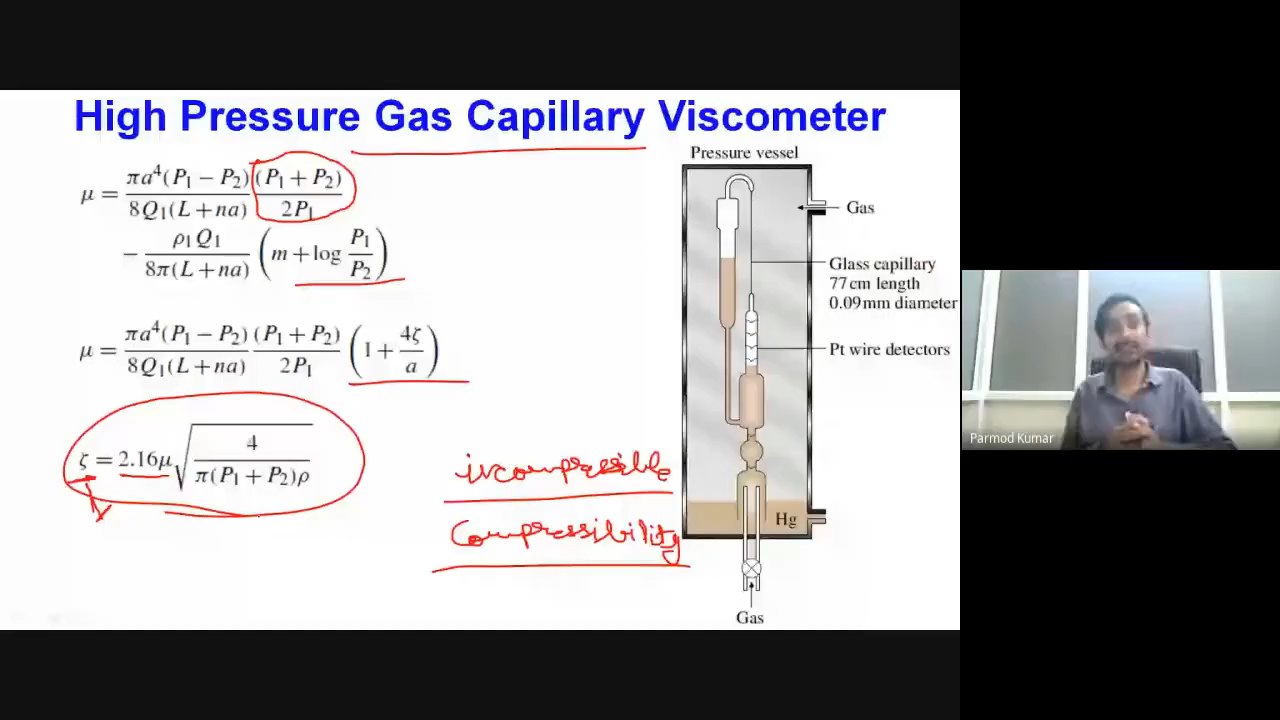 High Pressure Gas Capillary Viscometer
μ = πa⁴(P₁ − P₂)/8Q₁(L + na) (P₁ + P₂)/2P₁
− ρ₁Q₁/8π(L + na) (m + log P₁/P₂)
μ = πa⁴(P₁ − P₂)/8Q₁(L + na) (P₁ + P₂)/2P₁ (1 + 4ζ/a)
ζ = 2.16μ√(4/π(P₁ + P₂)ρ)
incompressible
Compressibility
Pressure vessel
Gas
Glass capillary
77 cm length
0.09 mm diameter
Pt wire detectors
Hg
Gas
Parmod Kumar